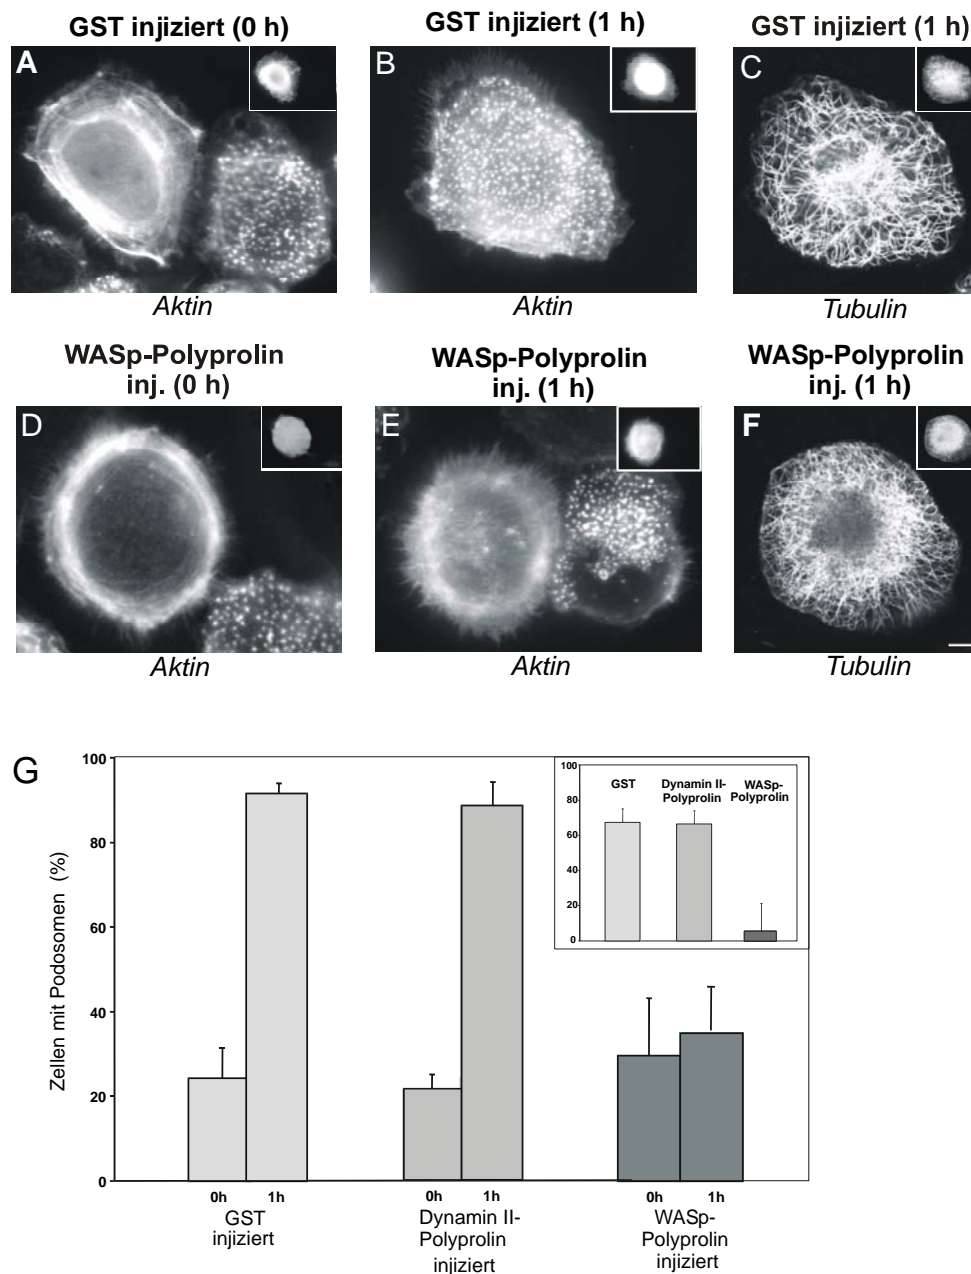 GST injiziert (0 h)
GST injiziert (1 h)
GST injiziert (1 h)
A
B
C
Aktin
Aktin
Tubulin
WASp-Polyprolin
inj. (0 h)
WASp-Polyprolin
inj. (1 h)
WASp-Polyprolin
inj. (1 h)
D
E
F
Aktin
Aktin
Tubulin
G
Zellen mit Podosomen (%)
100
80
60
40
20
0
100
80
60
40
20
0
GST
Dynamin II-
Polyprolin
WASp-
Polyprolin
0h 1h
GST
injiziert
0h 1h
Dynamin II-
Polyprolin
injiziert
0h 1h
WASp-
Polyprolin
injiziert